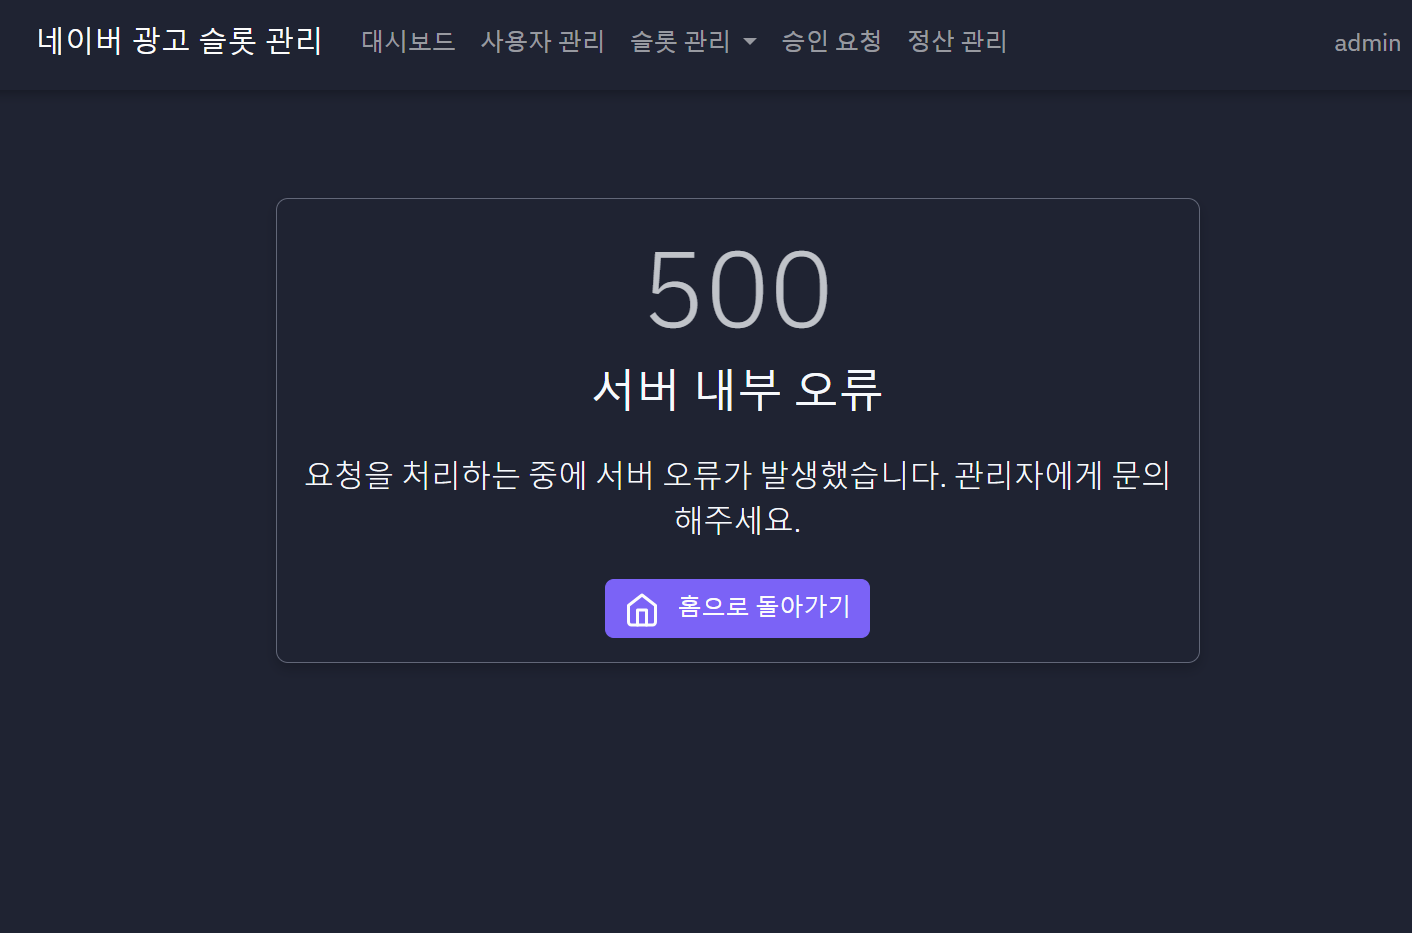 네이버 광고 슬롯 관리 대시보드 사용자 관리 슬롯 관리 승인 요청 정산 관리 admin
500
서버 내부 오류
요청을 처리하는 중에 서버 오류가 발생했습니다. 관리자에게 문의
해주세요.
홈으로 돌아가기